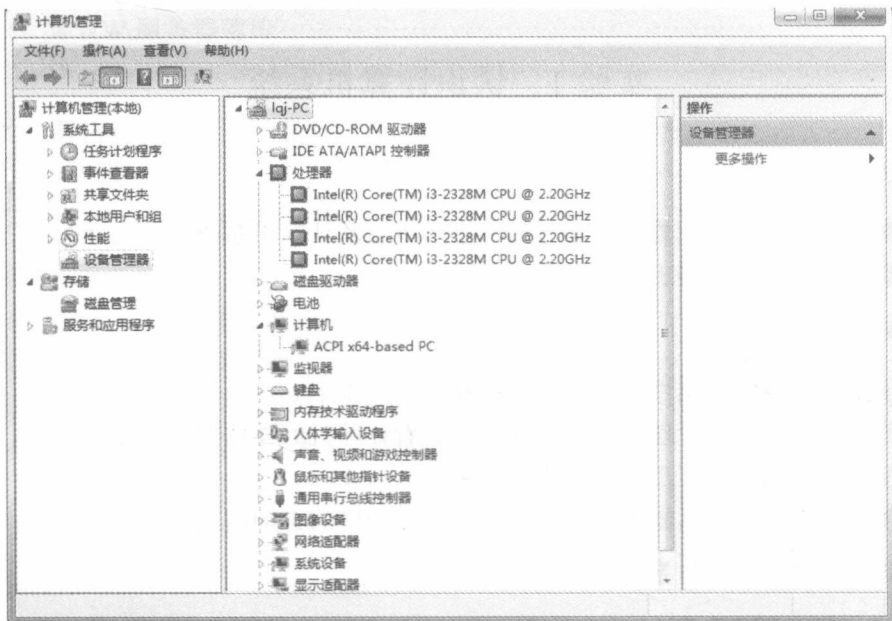 计算机管理
文件(F) 操作(A) 查看(V) 帮助(H)
计算机管理(本地)
系统工具
任务计划程序
事件查看器
共享文件夹
本地用户和组
性能
设备管理器
存储
磁盘管理
服务和应用程序
lqj-PC
DVD/CD-ROM 驱动器
IDE ATA/ATAPI 控制器
处理器
Intel(R) Core(TM) i3-2328M CPU @ 2.20GHz
Intel(R) Core(TM) i3-2328M CPU @ 2.20GHz
Intel(R) Core(TM) i3-2328M CPU @ 2.20GHz
Intel(R) Core(TM) i3-2328M CPU @ 2.20GHz
磁盘驱动器
电池
计算机
ACPI x64-based PC
监视器
键盘
内存技术驱动程序
人体学输入设备
声音、视频和游戏控制器
鼠标和其他指针设备
通用串行总线控制器
图像设备
网络适配器
系统设备
显示适配器
操作
设备管理器
更多操作